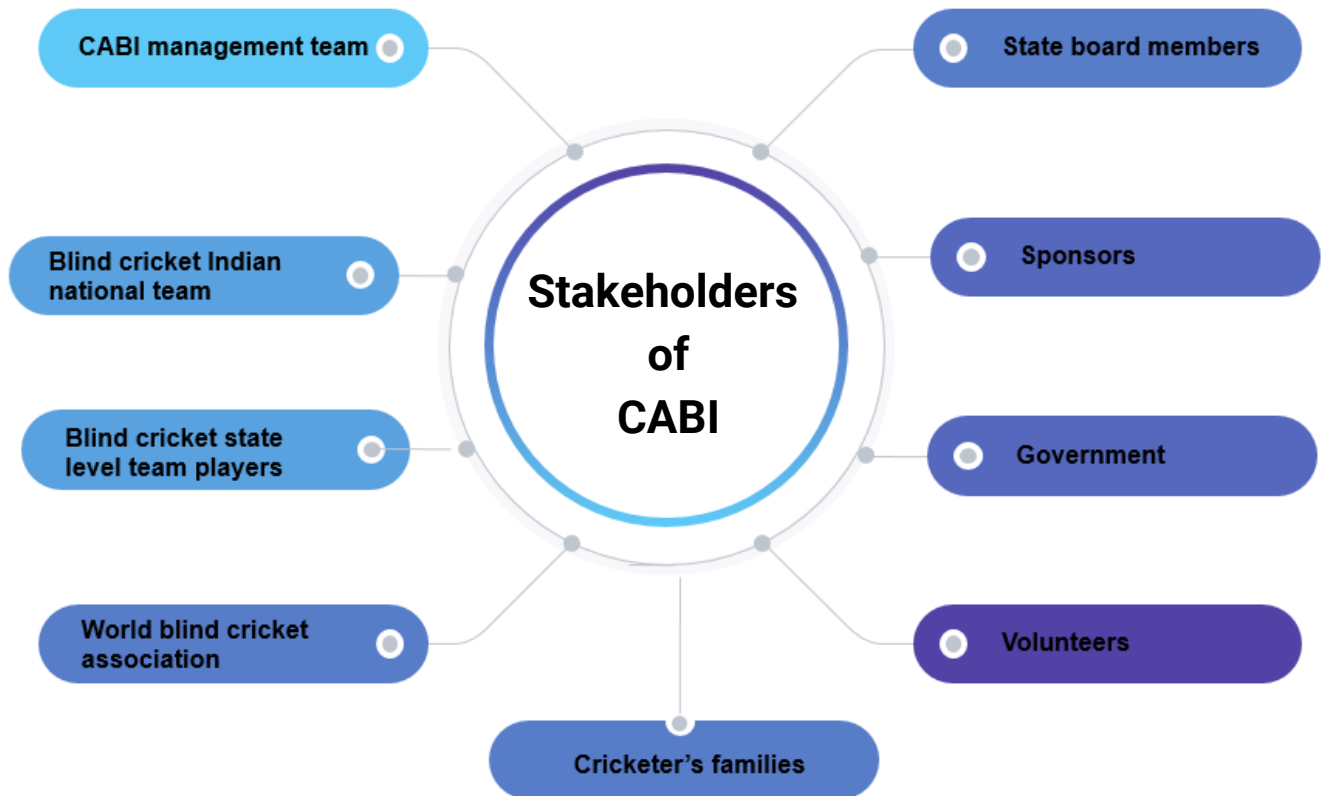 CABI management team
State board members
Blind cricket Indian
national team
Sponsors
Stakeholders
of
CABI
Blind cricket state
level team players
Government
World blind cricket
association
Volunteers
Cricketer’s families